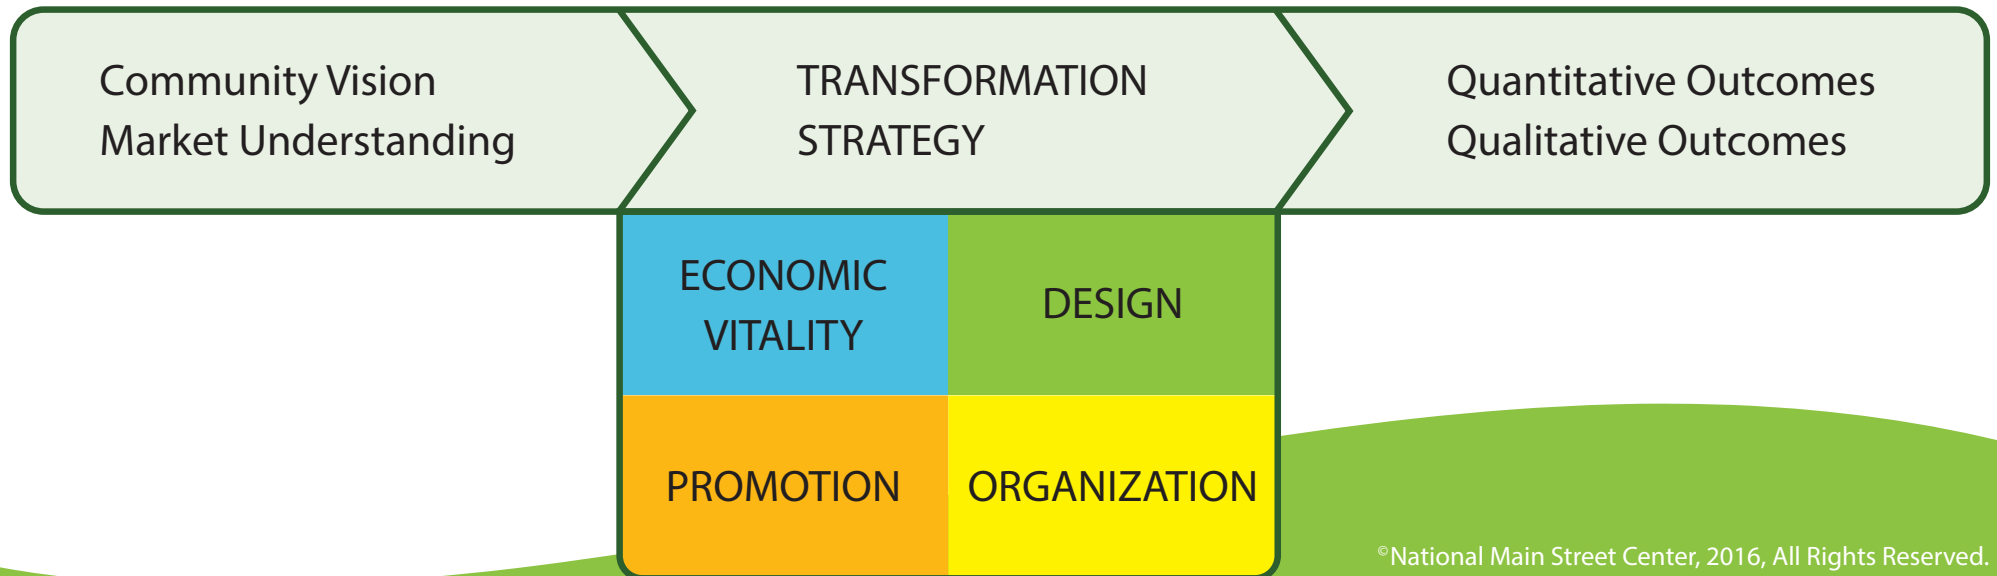 Community Vision
Market Understanding
TRANSFORMATION
STRATEGY
Quantitative Outcomes
Qualitative Outcomes
ECONOMIC
VITALITY
DESIGN
PROMOTION
ORGANIZATION
©National Main Street Center, 2016, All Rights Reserved.